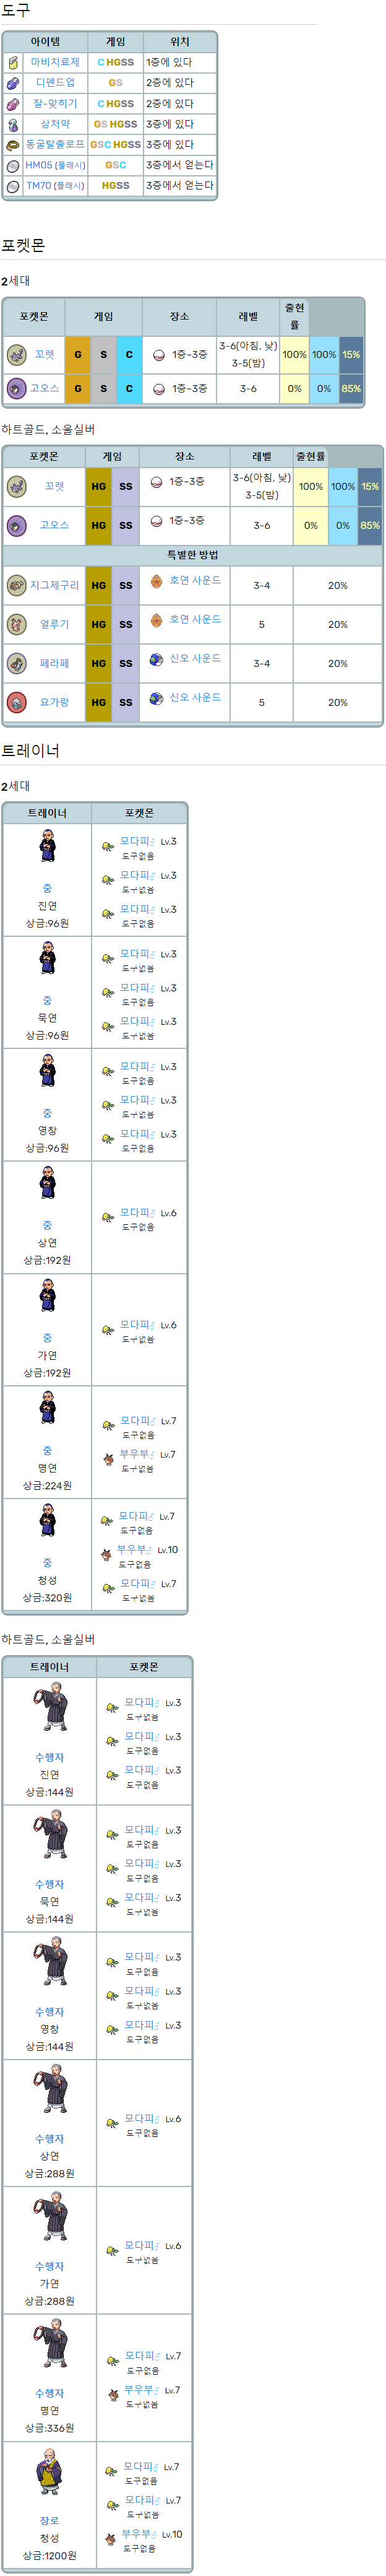 도구
아이템 게임 위치
마비치료제 C HGSS 1층에 있다
디펜드업 GS 2층에 있다
잘-맞히기 C HGSS 2층에 있다
상처약 GS HGSS 3층에 있다
동굴탈출로프 GSC HGSS 3층에 있다
HM05 (플래시) GSC 3층에서 얻는다
TM70 (플래시) HGSS 3층에서 얻는다
포켓몬
2세대
포켓몬 게임 장소 레벨 출현
률
꼬렛 G S C 1층~3층 3-6(아침, 낮)
3-5(밤) 100% 100% 15%
고오스 G S C 1층~3층 3-6 0% 0% 85%
하트골드, 소울실버
포켓몬 게임 장소 레벨 출현률
꼬렛 HG SS 1층~3층 3-6(아침, 낮)
3-5(밤) 100% 100% 15%
고오스 HG SS 1층~3층 3-6 0% 0% 85%
특별한 방법
지그제구리 HG SS 호연 사운드 3-4 20%
얼루기 HG SS 호연 사운드 5 20%
페라페 HG SS 신오 사운드 3-4 20%
요가랑 HG SS 신오 사운드 5 20%
트레이너
2세대
트레이너 포켓몬
중
진연
상금:96원
모다피♂ Lv.3
도구없음
모다피♂ Lv.3
도구없음
모다피♂ Lv.3
도구없음
중
묵연
상금:96원
모다피♂ Lv.3
도구없음
모다피♂ Lv.3
도구없음
모다피♂ Lv.3
도구없음
중
영창
상금:96원
모다피♂ Lv.3
도구없음
모다피♂ Lv.3
도구없음
모다피♂ Lv.3
도구없음
중
상연
상금:192원
모다피♂ Lv.6
도구없음
중
가연
상금:192원
모다피♂ Lv.6
도구없음
중
명연
상금:224원
모다피♂ Lv.7
도구없음
부우부♂ Lv.7
도구없음
중
청성
상금:320원
모다피♂ Lv.7
도구없음
부우부♂ Lv.10
도구없음
모다피♂ Lv.7
도구없음
하트골드, 소울실버
트레이너 포켓몬
수행자
진연
상금:144원
모다피♂ Lv.3
도구없음
모다피♂ Lv.3
도구없음
모다피♂ Lv.3
도구없음
수행자
묵연
상금:144원
모다피♂ Lv.3
도구없음
모다피♂ Lv.3
도구없음
모다피♂ Lv.3
도구없음
수행자
영창
상금:144원
모다피♂ Lv.3
도구없음
모다피♂ Lv.3
도구없음
모다피♂ Lv.3
도구없음
수행자
상연
상금:288원
모다피♂ Lv.6
도구없음
수행자
가연
상금:288원
모다피♂ Lv.6
도구없음
수행자
명연
상금:336원
모다피♂ Lv.7
도구없음
부우부♂ Lv.7
도구없음
장로
청성
상금:1200원
모다피♂ Lv.7
도구없음
모다피♂ Lv.7
도구없음
부우부♂ Lv.10
도구없음